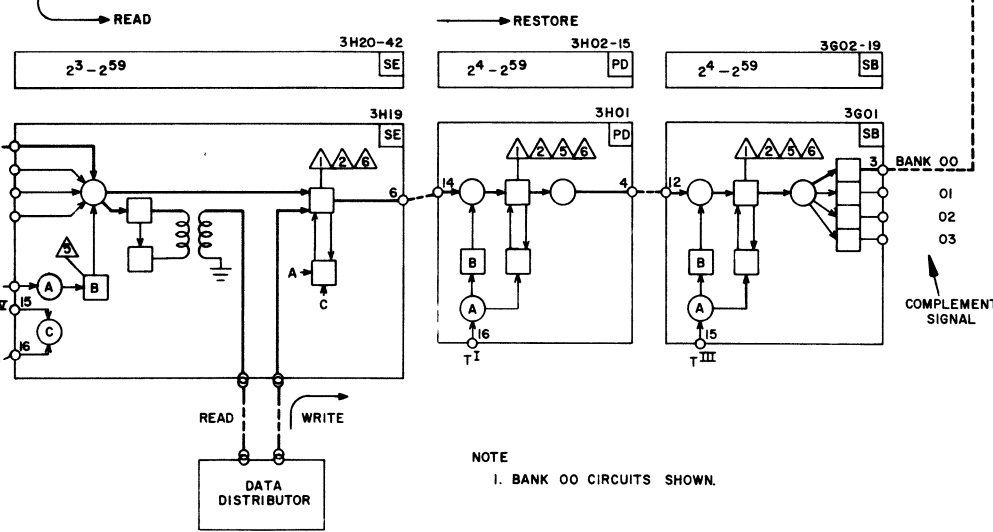 READ
RESTORE
3H20-42
2³-2⁵⁹
SE
3H02-15
2⁴-2⁵⁹
PD
3G02-19
2⁴-2⁵⁹
SB
3H19
SE
3H01
PD
3G01
SB
1 2 6
1 2 5 6
1 2 5 6
3 BANK 00
6
14
4
12
01
02
03
5
A
B
A
C
B
B
V
15
C
16
A
16
Tᴵ
A
15
Tᴵᴵᴵ
COMPLEMENT
SIGNAL
READ
WRITE
DATA
DISTRIBUTOR
NOTE
1. BANK 00 CIRCUITS SHOWN.